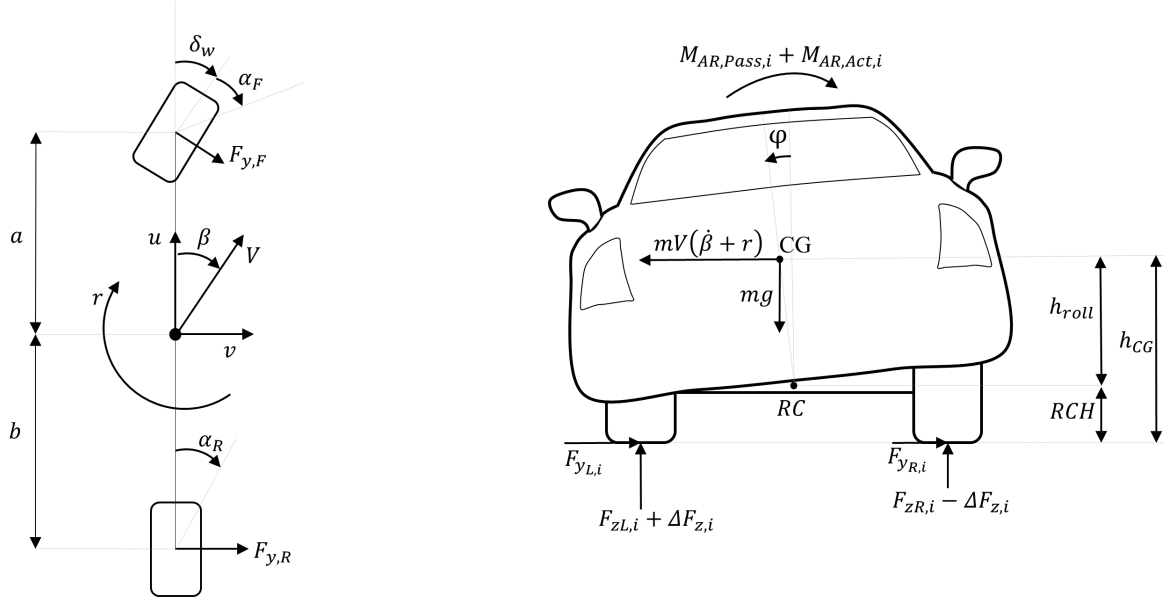 δ_w
α_F
F_{y,F}
a
u
β
V
r
v
b
α_R
F_{y,R}
M_{AR,Pass,i} + M_{AR,Act,i}
φ
mV(β̇ + r)
CG
mg
h_{roll}
h_{CG}
RC
RCH
F_{y_{L,i}}
F_{y_{R,i}}
F_{zL,i} + ΔF_{z,i}
F_{zR,i} − ΔF_{z,i}